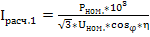 Iрасч.1 = Pном.*10³ / √3*Uном.*cosφ*η